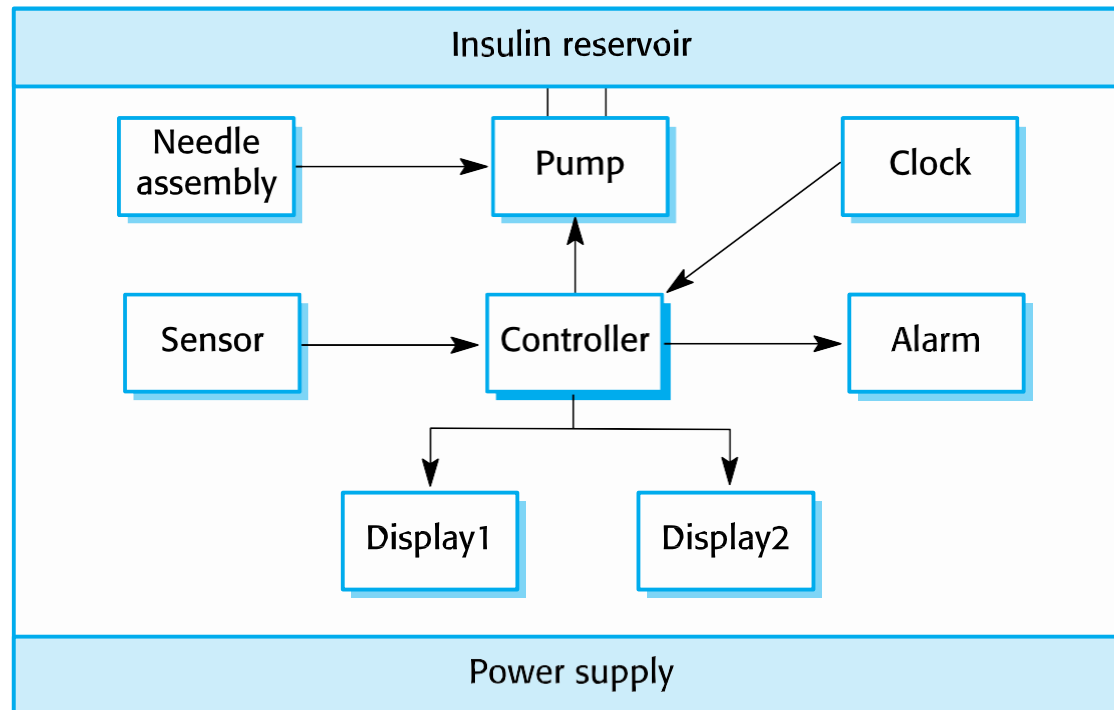 Insulin reservoir
Needle
assembly
Pump
Clock
Sensor
Controller
Alarm
Display1
Display2
Power supply